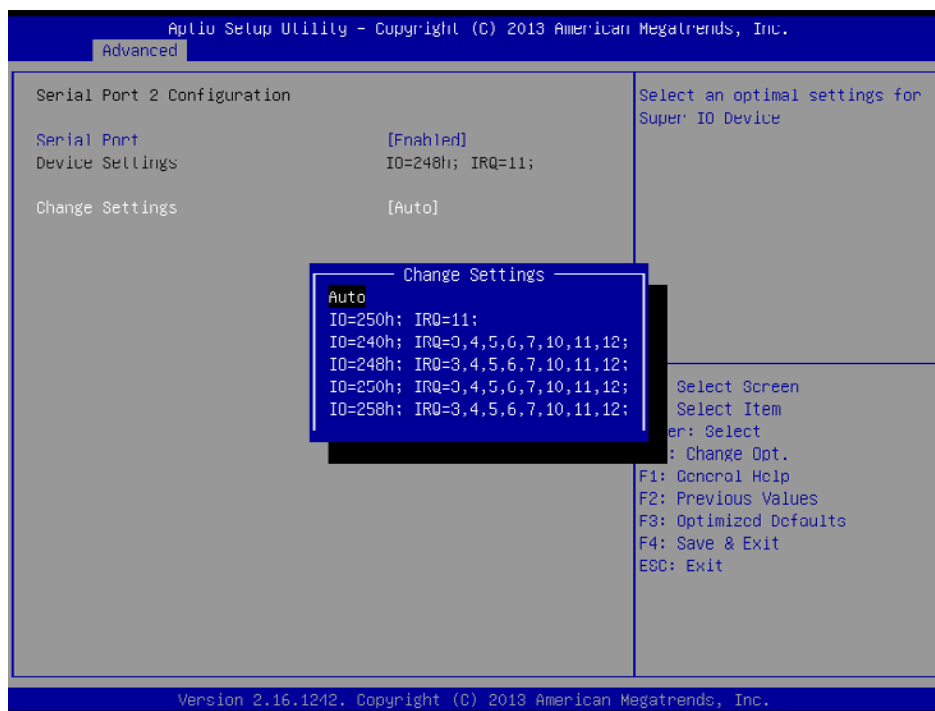 Aptio Setup Utility – Copyright (C) 2013 American Megatrends, Inc.
Advanced
Serial Port 2 Configuration
Serial Port [Enabled]
Device Settings IO=248h; IRQ=11;
Change Settings [Auto]
Select an optimal settings for
Super IO Device
Change Settings
Auto
IO=250h; IRQ=11;
IO=240h; IRQ=3,4,5,6,7,10,11,12;
IO=248h; IRQ=3,4,5,6,7,10,11,12;
IO=250h; IRQ=3,4,5,6,7,10,11,12;
IO=258h; IRQ=3,4,5,6,7,10,11,12;
Select Screen
Select Item
er: Select
: Change Opt.
F1: General Help
F2: Previous Values
F3: Optimized Defaults
F4: Save & Exit
ESC: Exit
Version 2.16.1242. Copyright (C) 2013 American Megatrends, Inc.